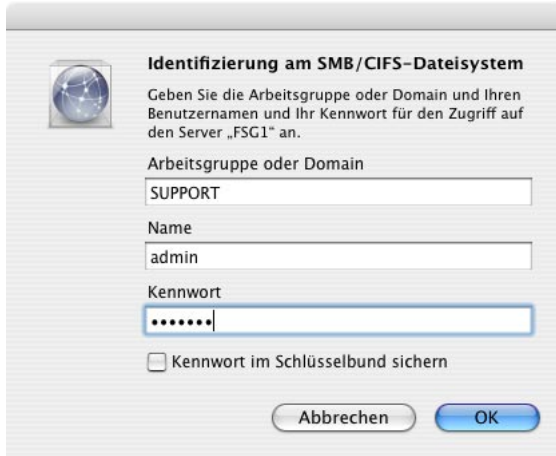 Identifizierung am SMB/CIFS-Dateisystem
Geben Sie die Arbeitsgruppe oder Domain und Ihren
Benutzernamen und Ihr Kennwort für den Zugriff auf
den Server „FSG1" an.
Arbeitsgruppe oder Domain
SUPPORT
Name
admin
Kennwort
•••••••
Kennwort im Schlüsselbund sichern
Abbrechen
OK